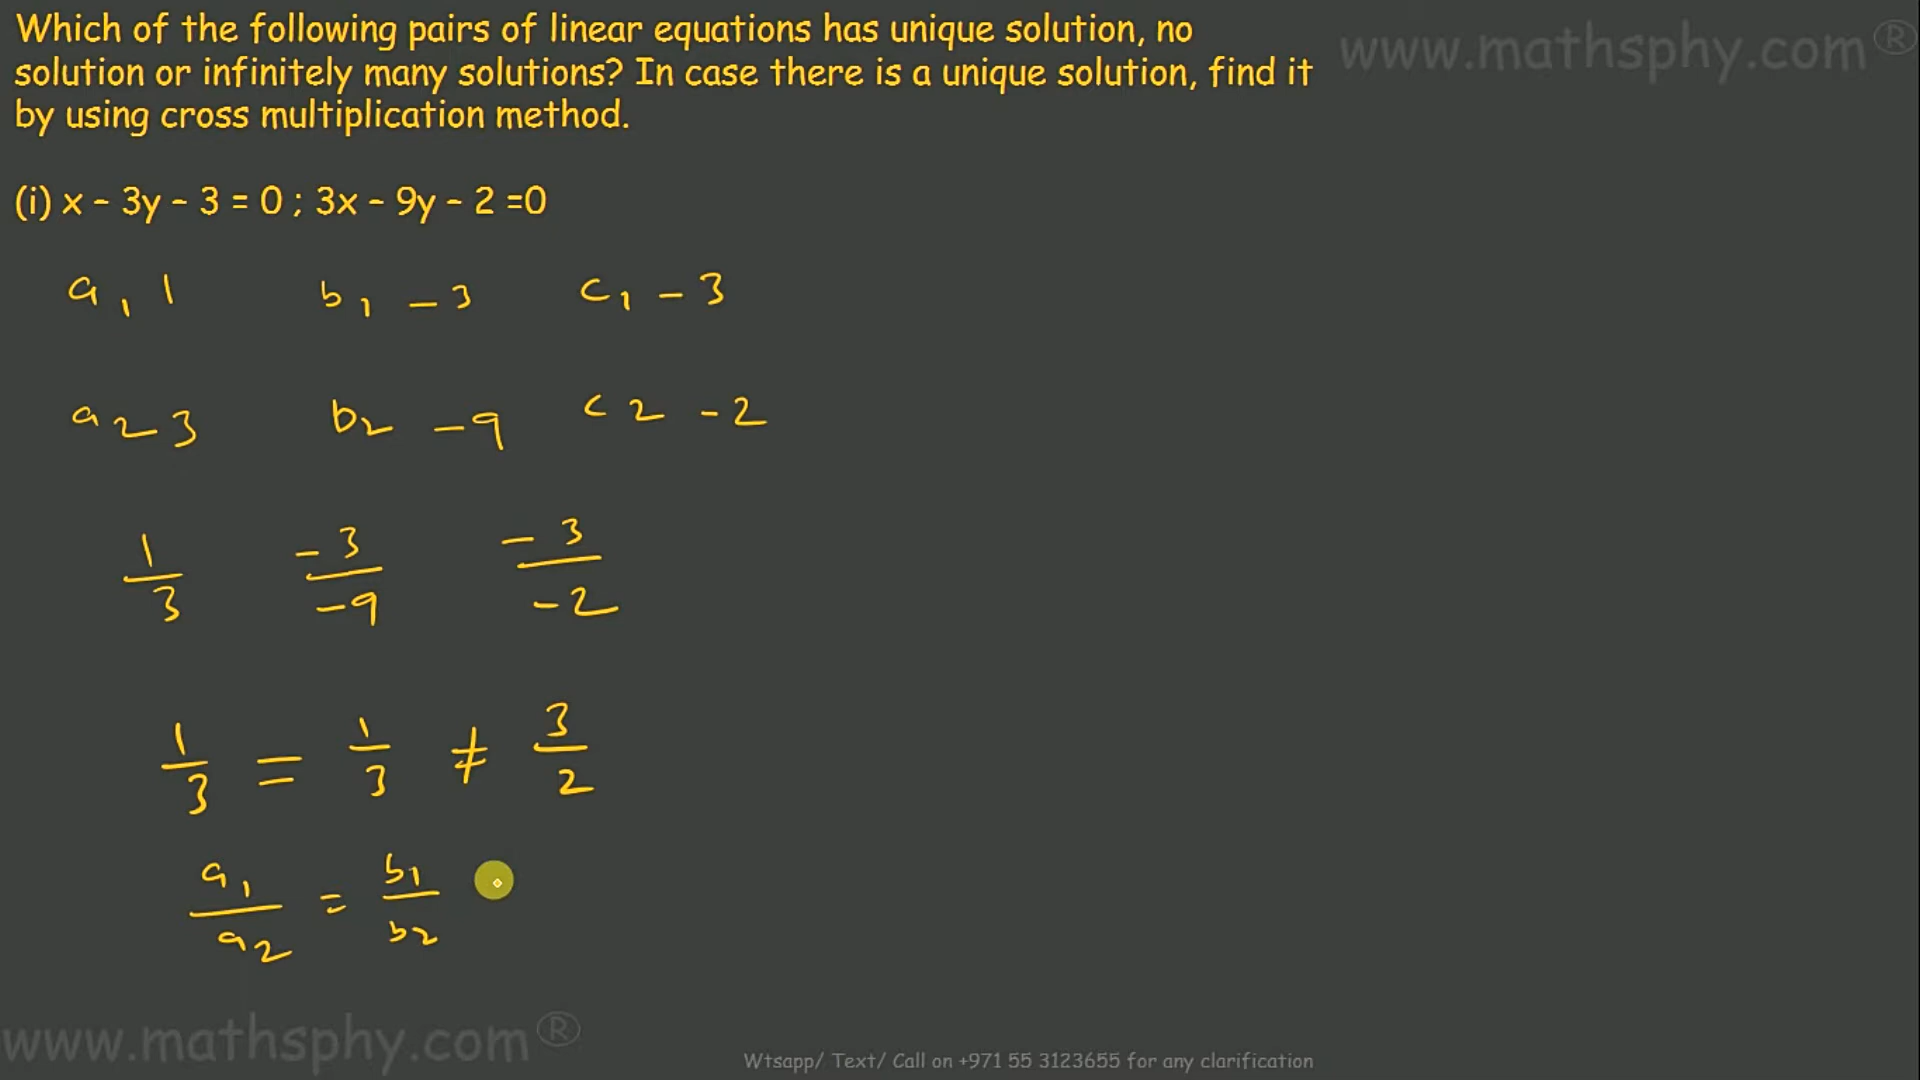 Which of the following pairs of linear equations has unique solution, no
www.mathsphy.com®
solution or infinitely many solutions? In case there is a unique solution, find it
by using cross multiplication method.
(i) x - 3y - 3 = 0 ; 3x - 9y - 2 =0
a₁ 1 b₁ - 3 c₁ - 3
a₂ 3 b₂ - 9 c₂ - 2
1/3 -3/-9 -3/-2
1/3 = 1/3 ≠ 3/2
a₁/a₂ = b₁/b₂
www.mathsphy.com®
Wtsapp/ Text/ Call on +971 55 3123655 for any clarification